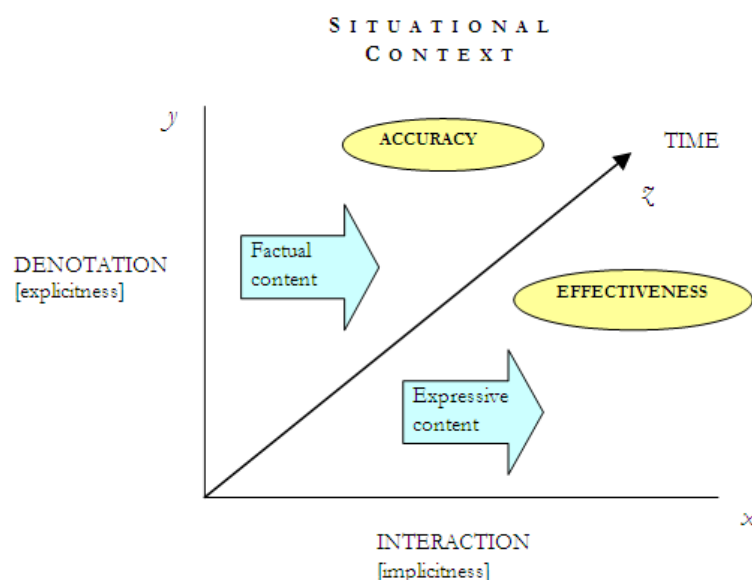 SITUATIONAL
CONTEXT
y
ACCURACY
TIME
z
Factual
content
DENOTATION
[explicitness]
EFFECTIVENESS
Expressive
content
x
INTERACTION
[implicitness]